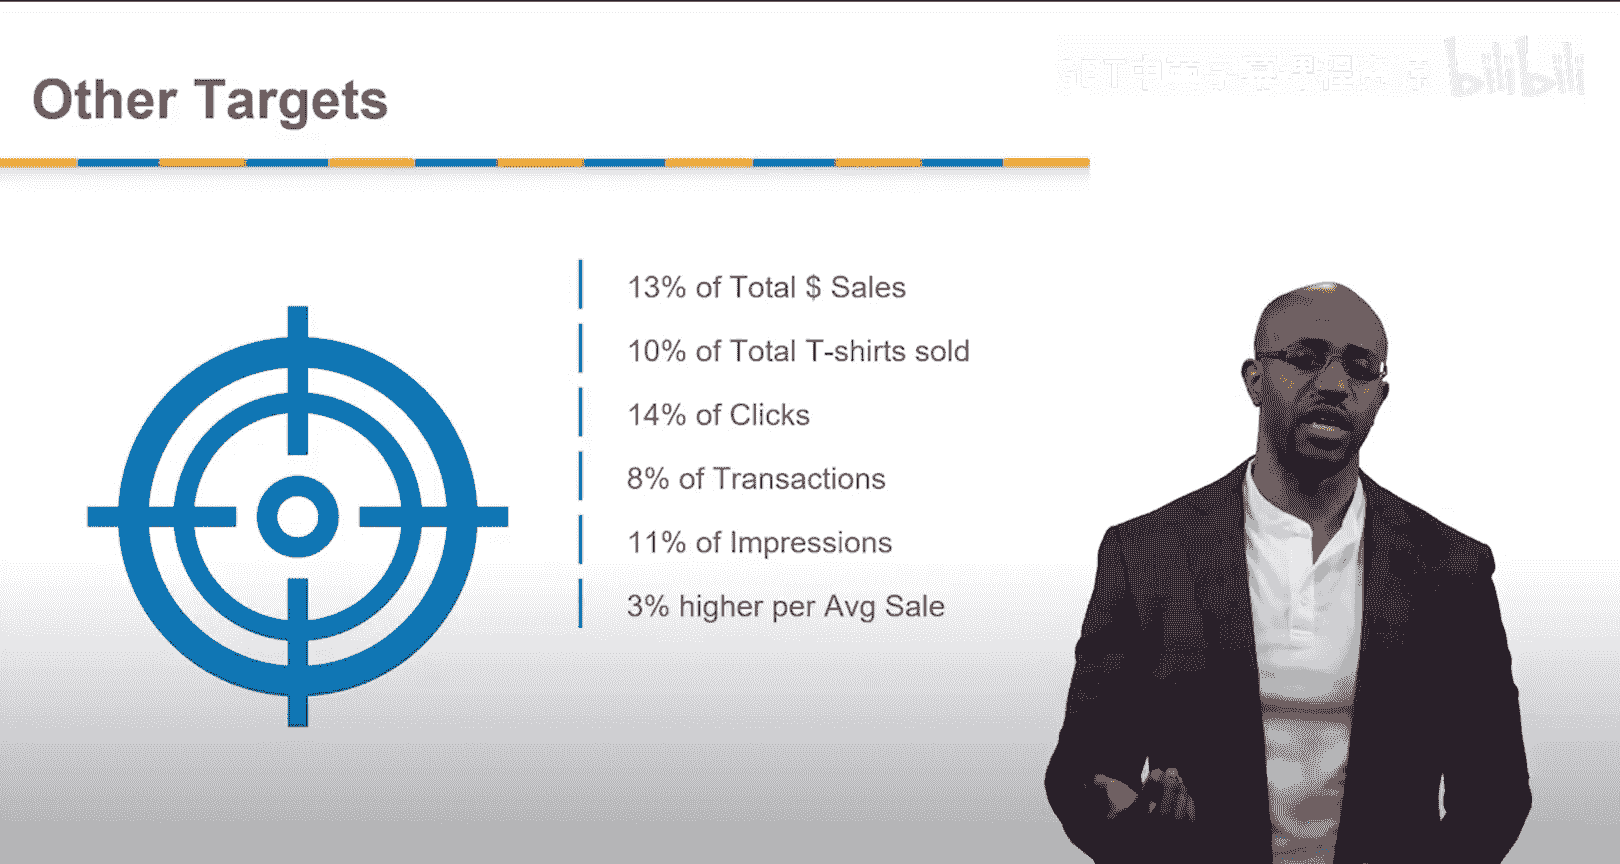 Other Targets
bilibili
13% of Total $ Sales
10% of Total T-shirts sold
14% of Clicks
8% of Transactions
11% of Impressions
3% higher per Avg Sale